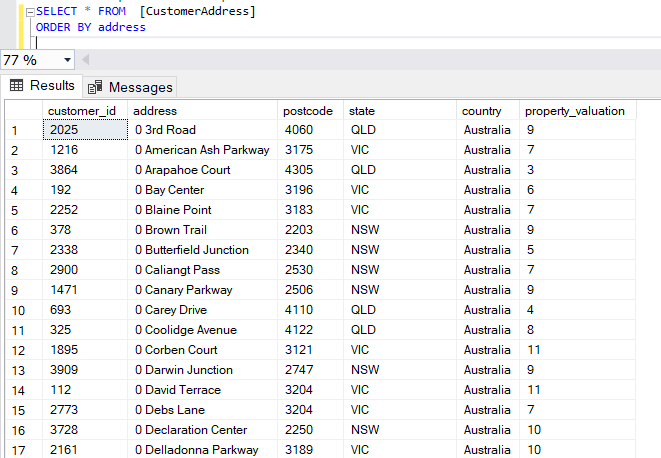 SELECT * FROM [CustomerAddress]
ORDER BY address
77 %
Results Messages
customer_id address postcode state country property_valuation
1 2025 0 3rd Road 4060 QLD Australia 9
2 1216 0 American Ash Parkway 3175 VIC Australia 7
3 3864 0 Arapahoe Court 4305 QLD Australia 3
4 192 0 Bay Center 3196 VIC Australia 6
5 2252 0 Blaine Point 3183 VIC Australia 7
6 378 0 Brown Trail 2203 NSW Australia 9
7 2338 0 Butterfield Junction 2340 NSW Australia 5
8 2900 0 Caliangt Pass 2530 NSW Australia 7
9 1471 0 Canary Parkway 2506 NSW Australia 9
10 693 0 Carey Drive 4110 QLD Australia 4
11 325 0 Coolidge Avenue 4122 QLD Australia 8
12 1895 0 Corben Court 3121 VIC Australia 11
13 3909 0 Darwin Junction 2747 NSW Australia 9
14 112 0 David Terrace 3204 VIC Australia 11
15 2773 0 Debs Lane 3204 VIC Australia 7
16 3728 0 Declaration Center 2250 NSW Australia 10
17 2161 0 Delladonna Parkway 3189 VIC Australia 10